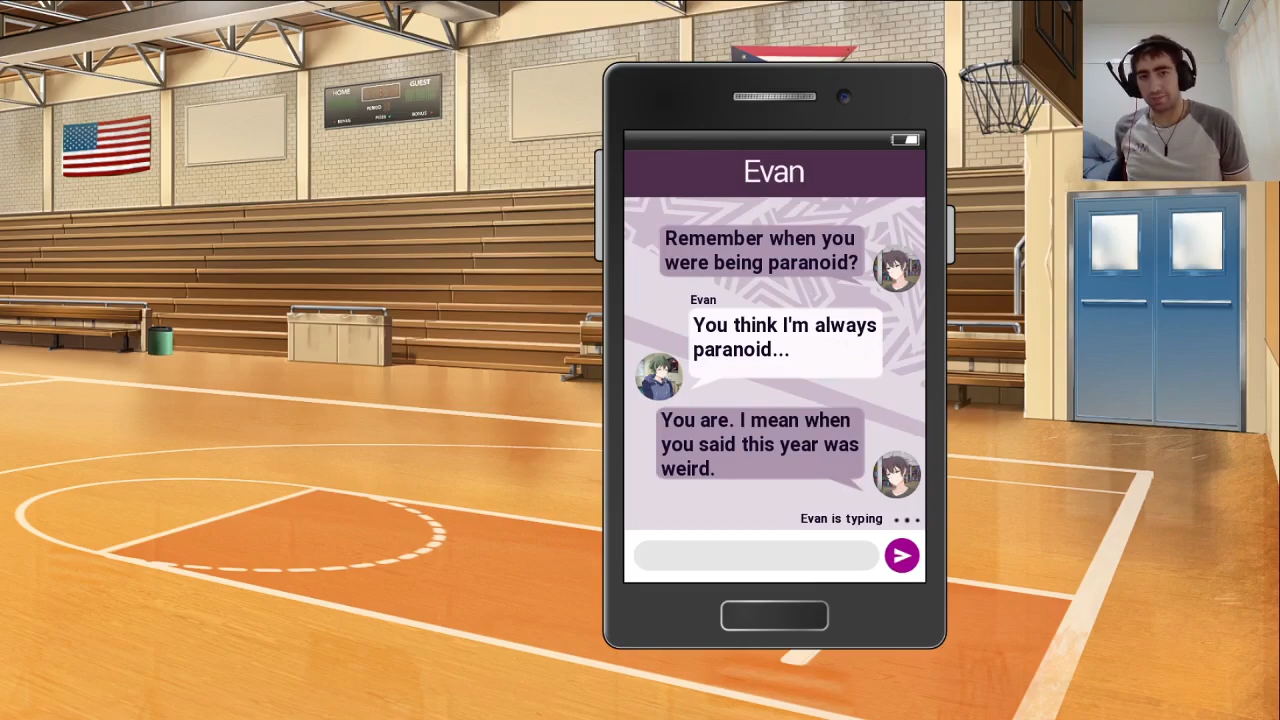 HOME
GUEST
PERIOD
Evan
Remember when you
were being paranoid?
Evan
You think I'm always
paranoid...
You are. I mean when
you said this year was
weird.
Evan is typing